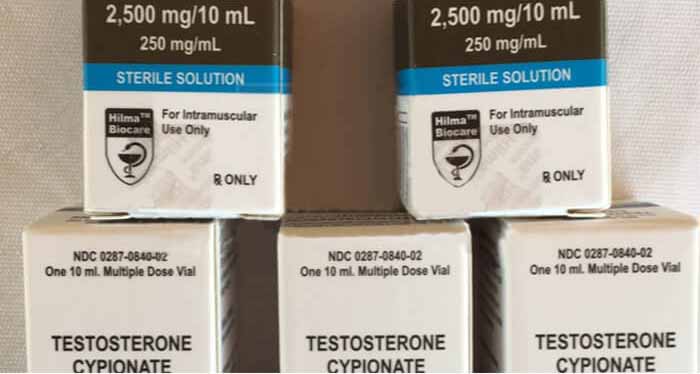 2,500 mg/10 mL
250 mg/mL
STERILE SOLUTION
Hilma™
Biocare
For Intramuscular
Use Only
℞ ONLY
2,500 mg/10 mL
250 mg/mL
STERILE SOLUTION
Hilma™
Biocare
For Intramuscular
Use Only
℞ ONLY
NDC 0287-0840-02
One 10 ml. Multiple Dose Vial
TESTOSTERONE
CYPIONATE
NDC 0287-0840-02
One 10 ml. Multiple Dose Vial
TESTOSTERONE
CYPIONATE
NDC 0287-0840-02
One 10 ml. Multiple Dose Vial
TESTOSTERONE
CYPIONATE